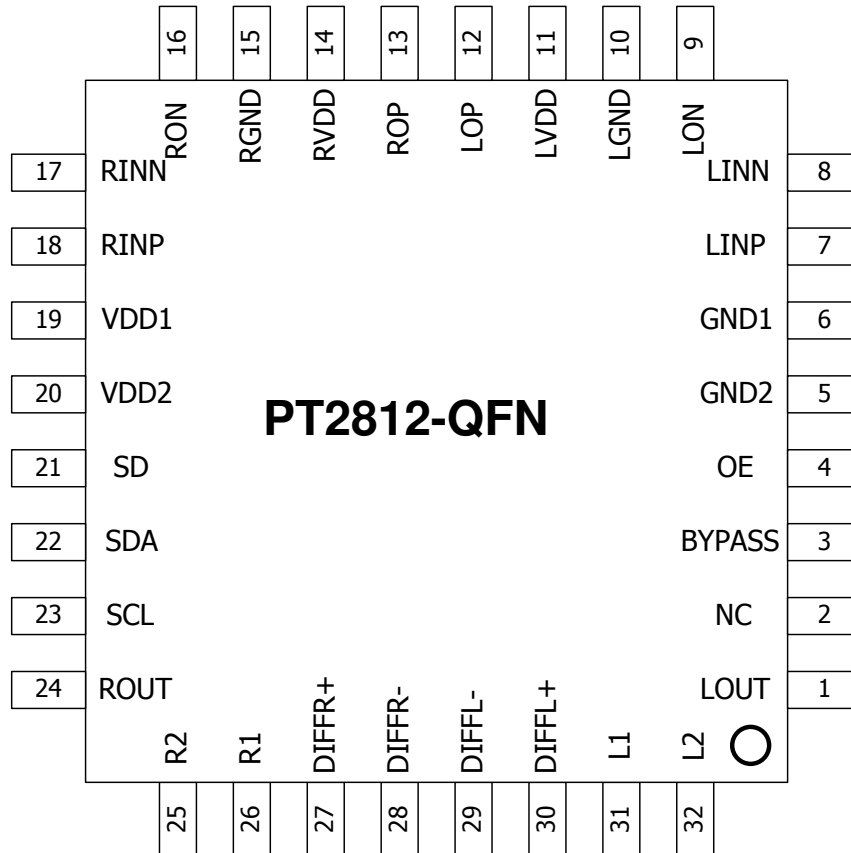 16 15 14 13 12 11 10 9
RON RGND RVDD ROP LOP LVDD LGND LON
17 RINN LINN 8
18 RINP LINP 7
19 VDD1 GND1 6
20 VDD2 GND2 5
PT2812-QFN
21 SD OE 4
22 SDA BYPASS 3
23 SCL NC 2
24 ROUT LOUT 1
R2 R1 DIFFR+ DIFFR- DIFFL- DIFFL+ L1 L2
25 26 27 28 29 30 31 32